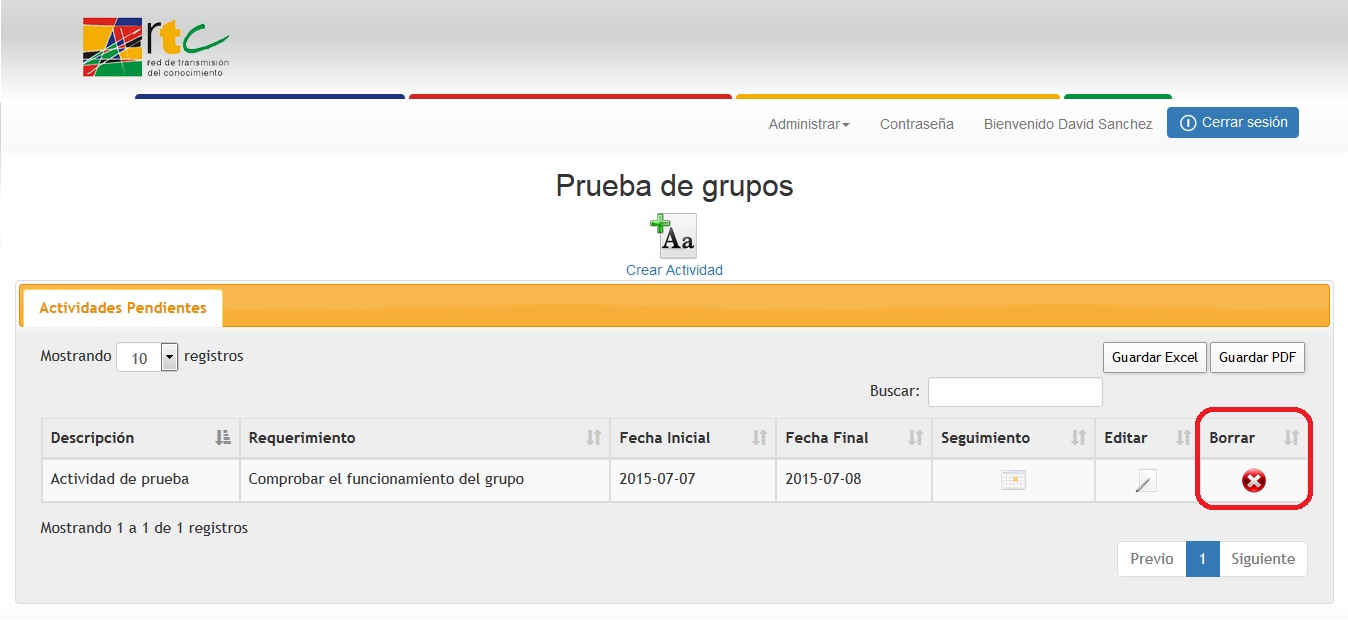 rtc
red de transmisión
del conocimiento
Administrar Contraseña Bienvenido David Sanchez Cerrar sesión
Prueba de grupos
Aa
Crear Actividad
Actividades Pendientes
Mostrando 10 registros Guardar Excel Guardar PDF
Buscar:
Descripción Requerimiento Fecha Inicial Fecha Final Seguimiento Editar Borrar
Actividad de prueba Comprobar el funcionamiento del grupo 2015-07-07 2015-07-08
Mostrando 1 a 1 de 1 registros
Previo 1 Siguiente